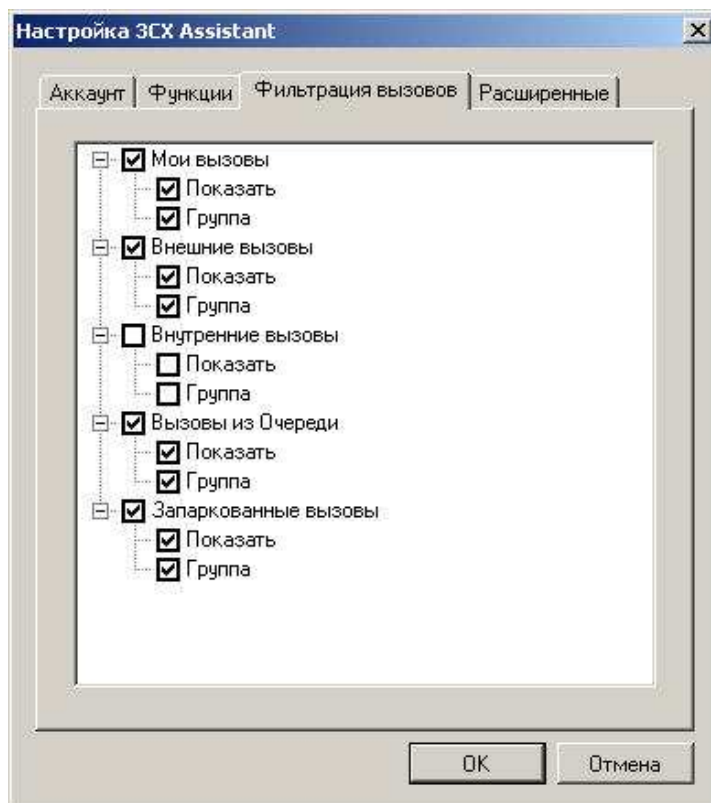 Настройка 3CX Assistant
Аккаунт Функции Фильтрация вызовов Расширенные
Мои вызовы
Показать
Группа
Внешние вызовы
Показать
Группа
Внутренние вызовы
Показать
Группа
Вызовы из Очереди
Показать
Группа
Запаркованные вызовы
Показать
Группа
OK Отмена